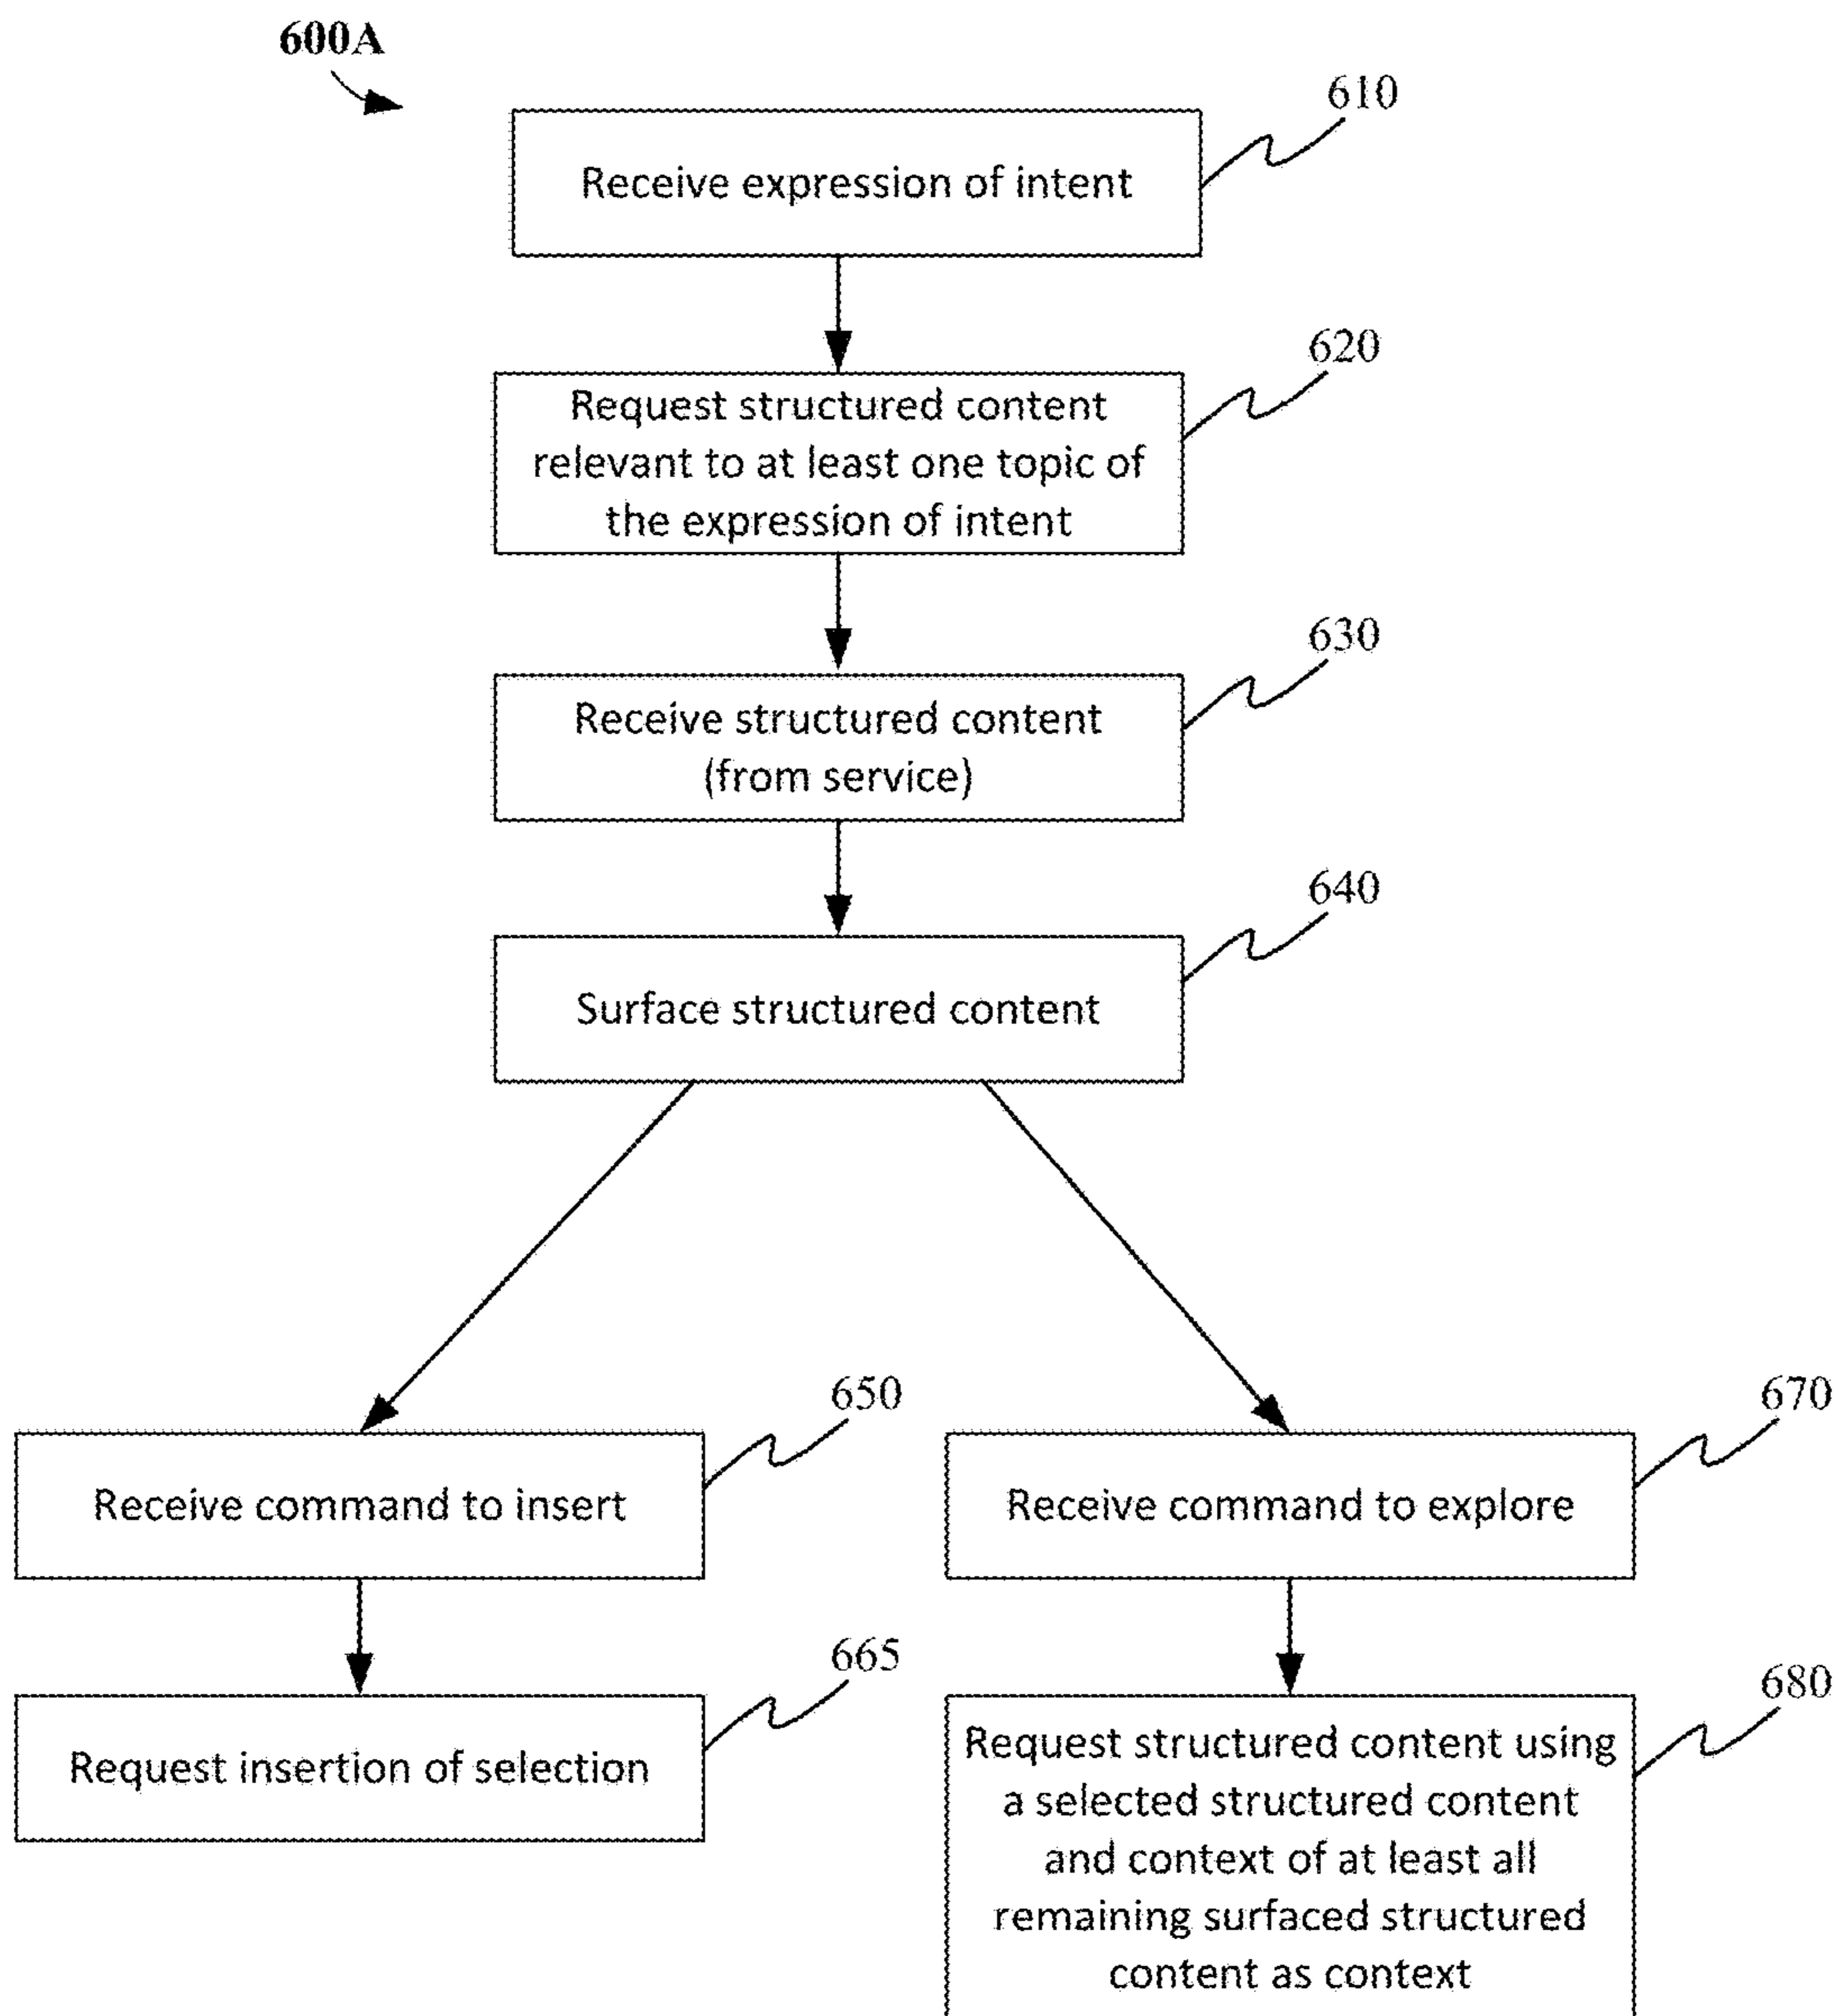 600A
610
Receive expression of intent
620
Request structured content
relevant to at least one topic of
the expression of intent
630
Receive structured content
(from service)
640
Surface structured content
650
Receive command to insert
670
Receive command to explore
665
Request insertion of selection
680
Request structured content using
a selected structured content
and context of at least all
remaining surfaced structured
content as context